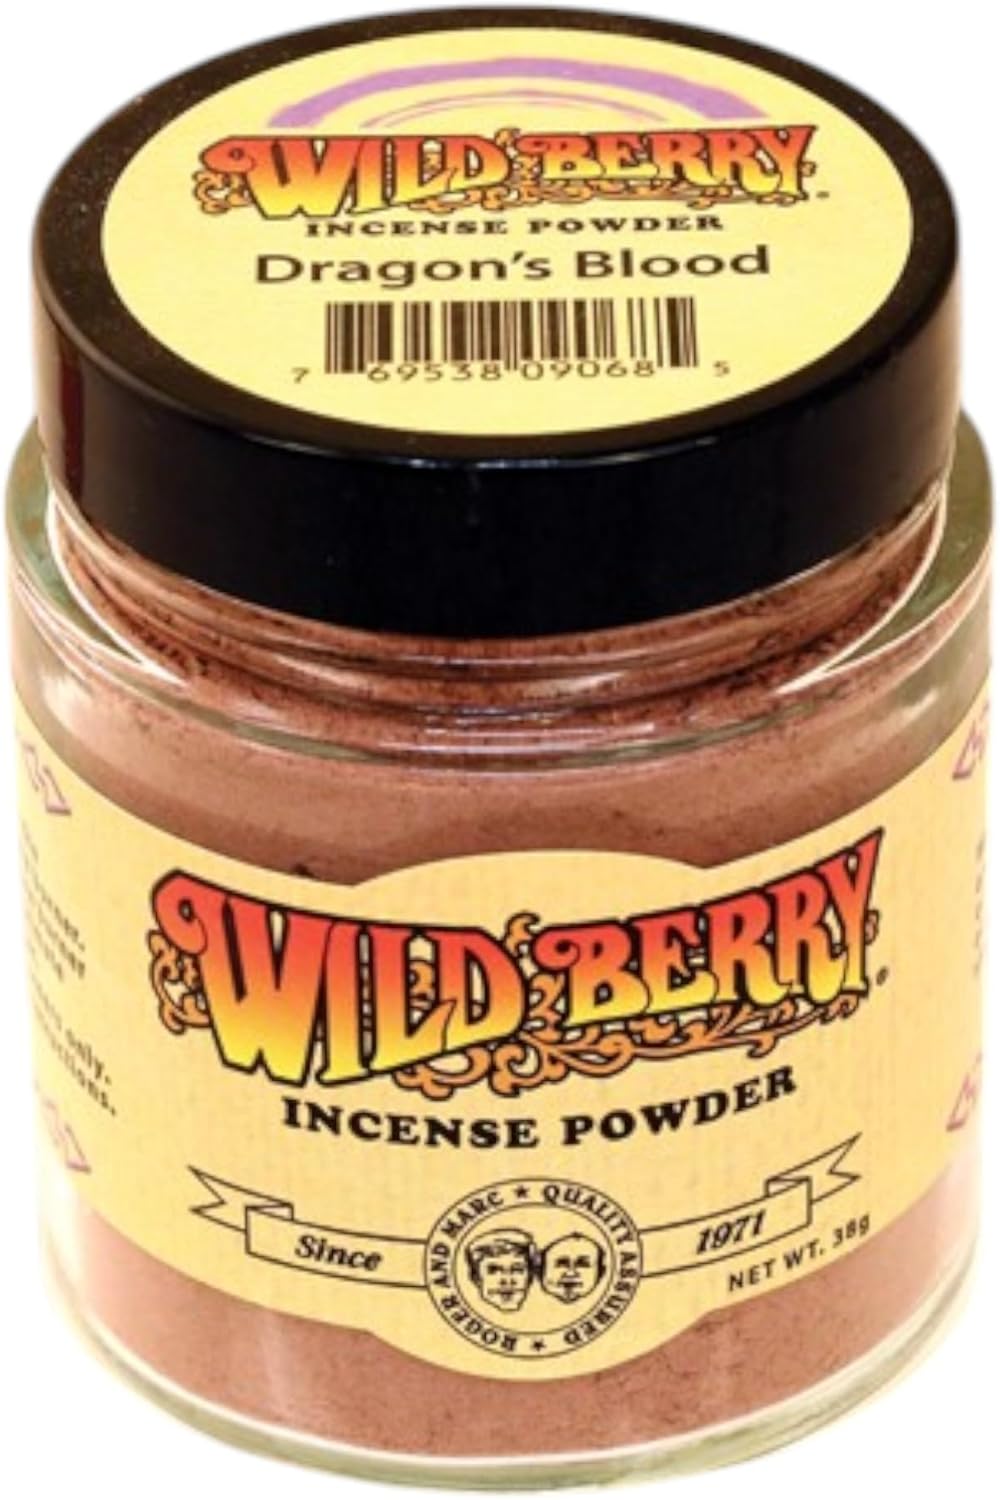 WILD BERRY®
INCENSE POWDER
Dragon's Blood
7 69538 09068 5
WILD BERRY®
INCENSE POWDER
Since 1971
ROGER AND MARC ★ QUALITY ASSURED ★
NET WT. 38g
only.